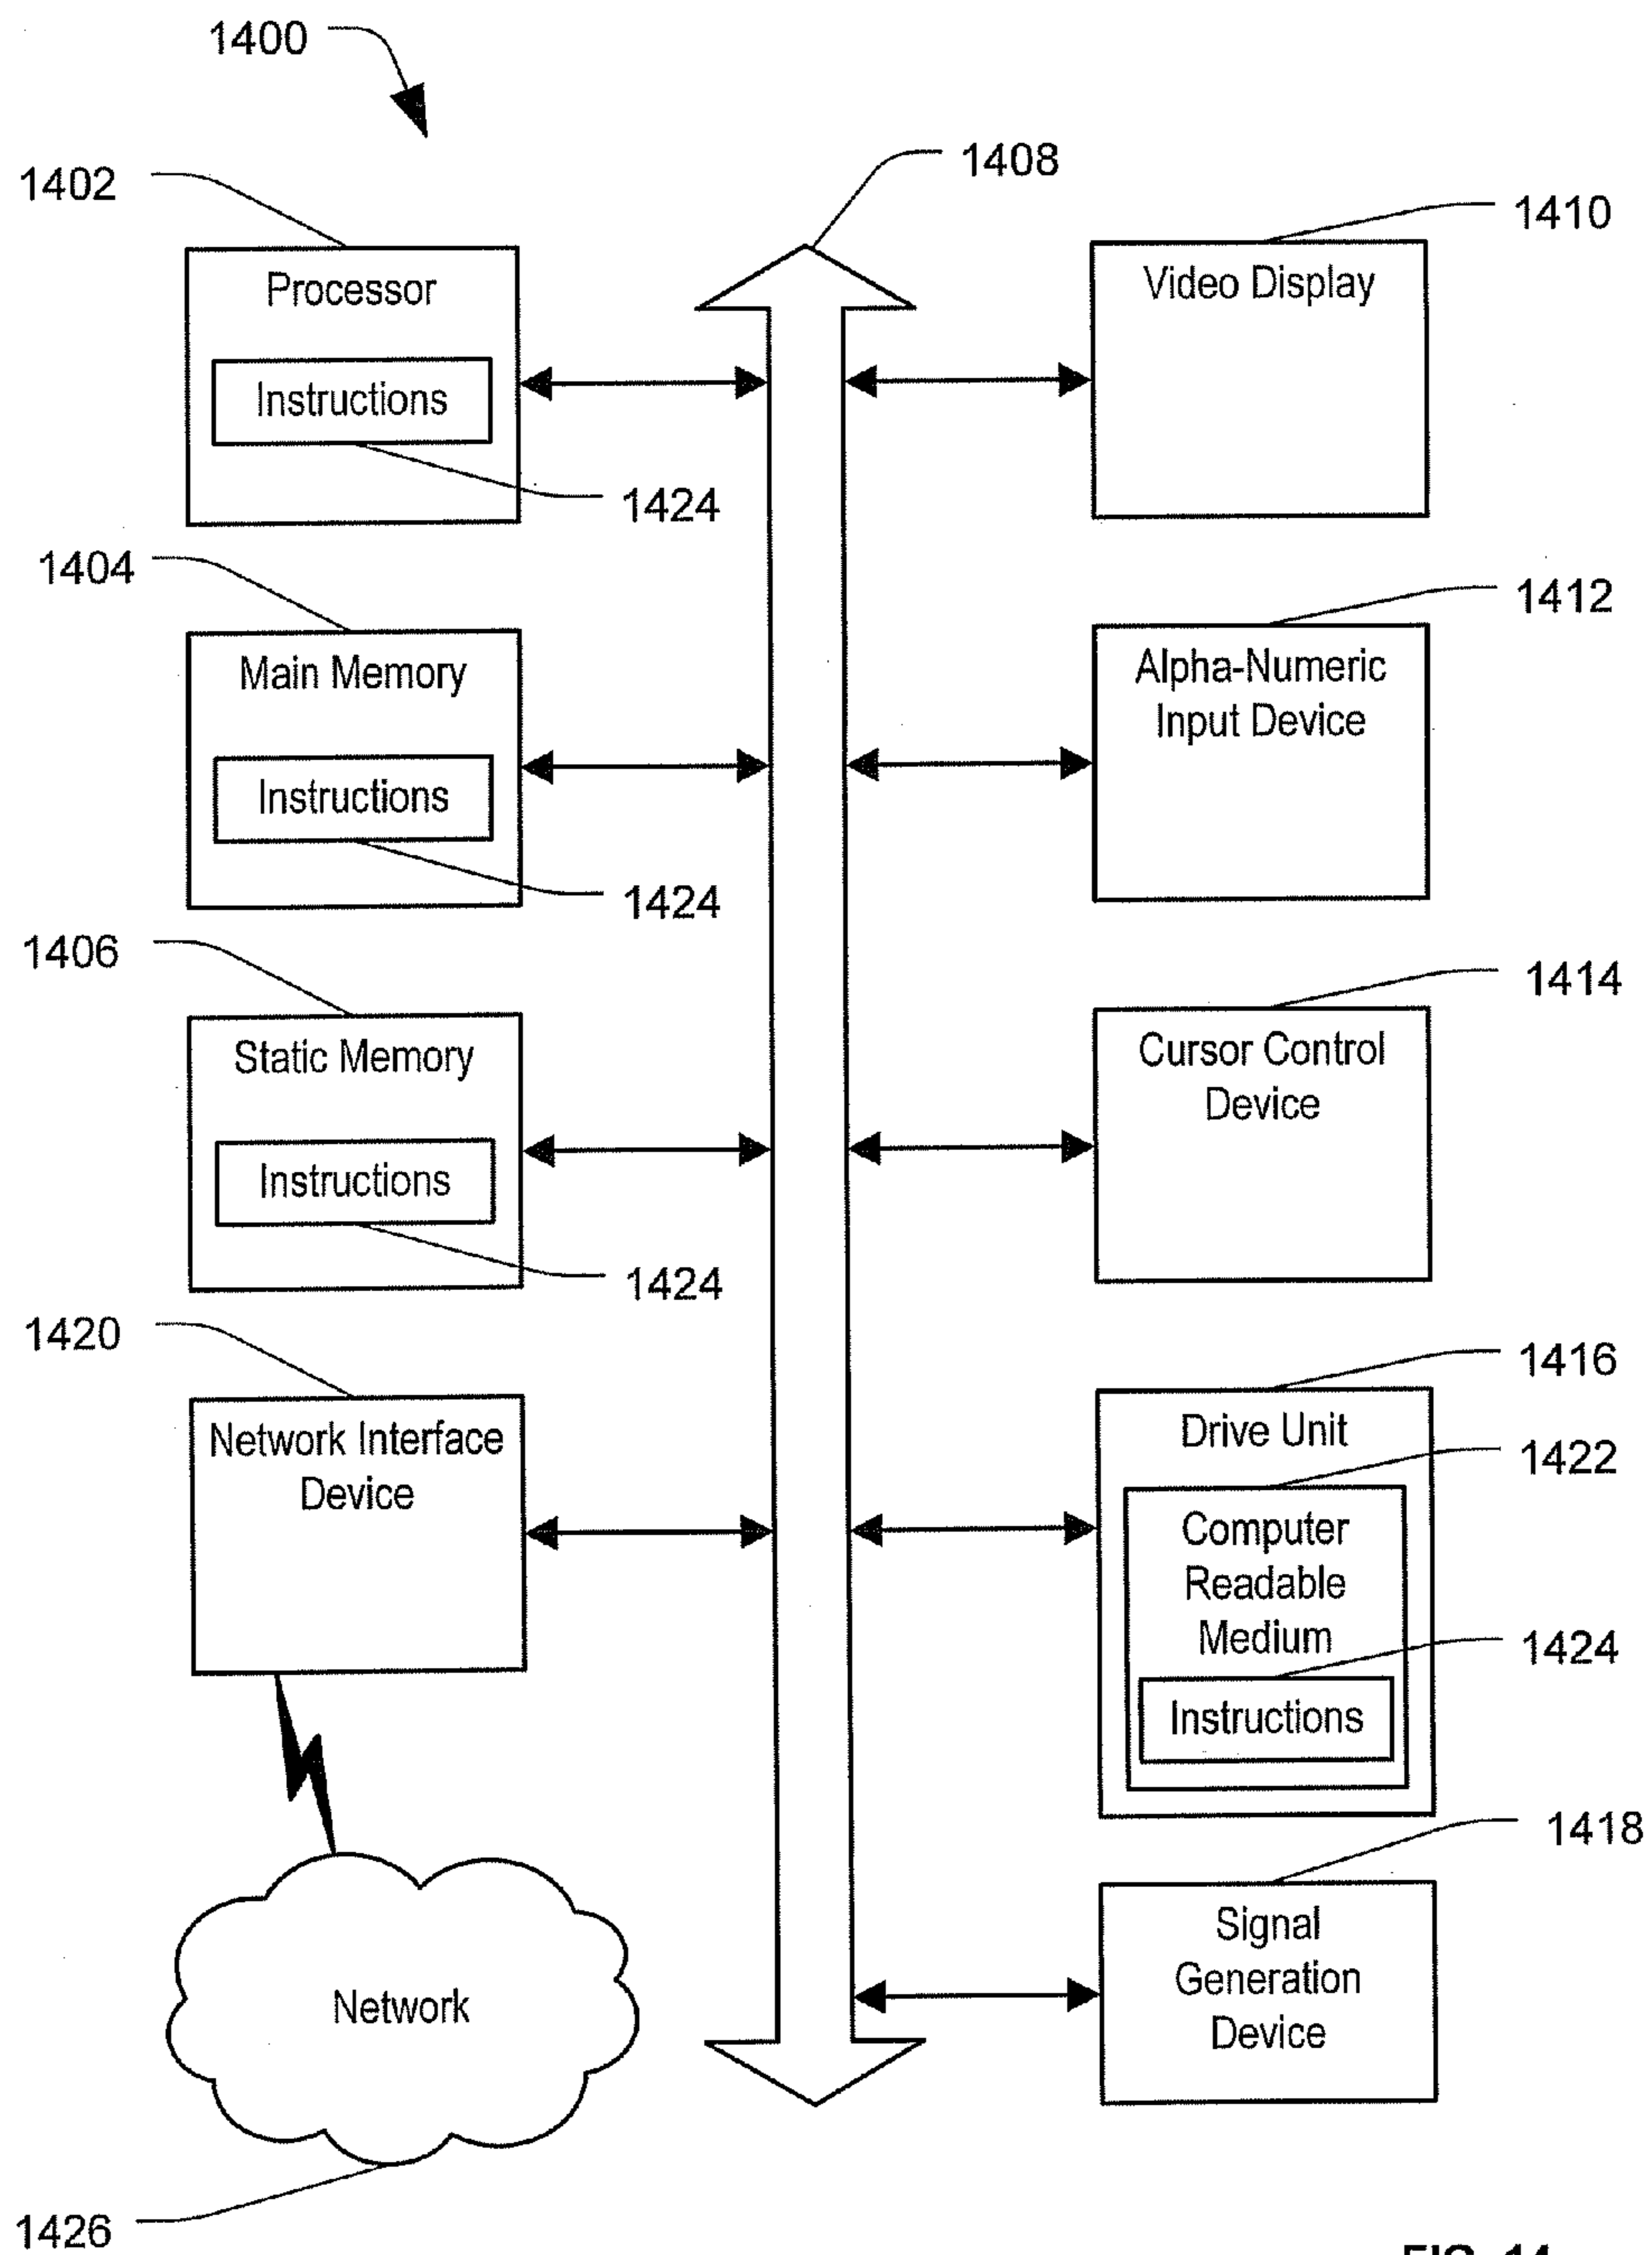 1400
1408
1402
1410
Processor
Instructions
1424
Video Display
1404
1412
Main Memory
Instructions
1424
Alpha-Numeric
Input Device
1406
1414
Static Memory
Instructions
1424
Cursor Control
Device
1420
1416
Network Interface
Device
Drive Unit
1422
Computer
Readable
Medium
1424
Instructions
1418
Signal
Generation
Device
Network
1426
FIG. 14